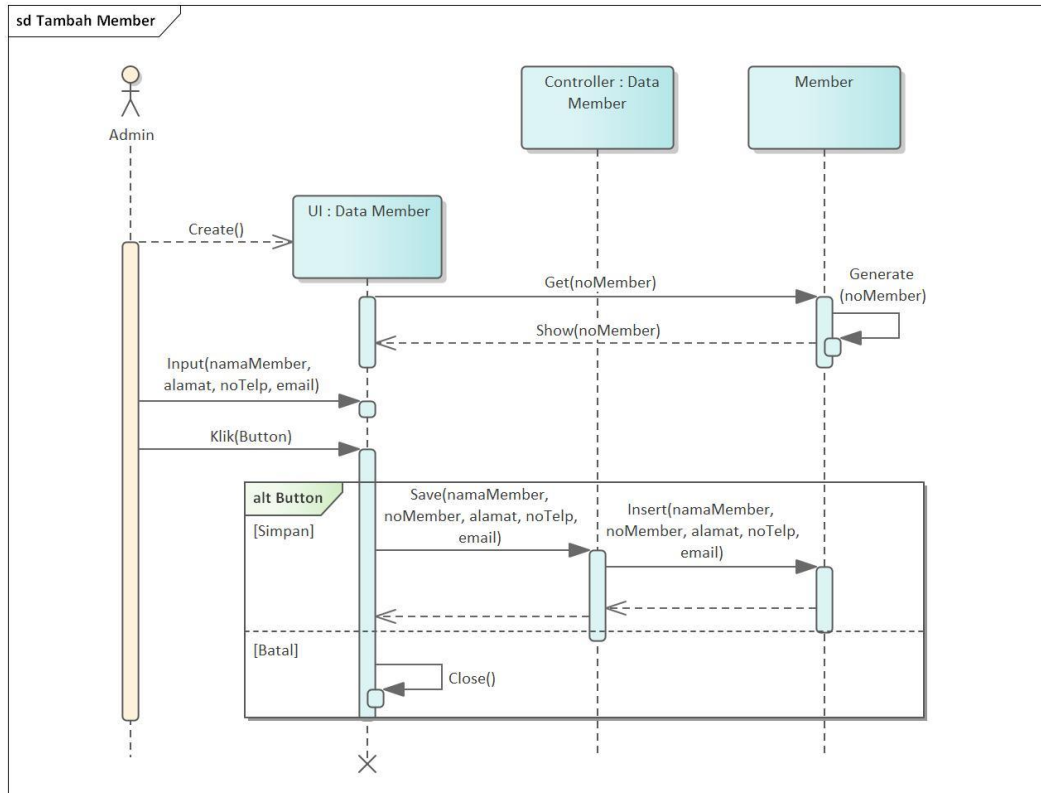 sd Tambah Member
Controller : Data
Member
Member
Admin
UI : Data Member
Create()
Get(noMember)
Generate
(noMember)
Show(noMember)
Input(namaMember,
alamat, noTelp, email)
Klik(Button)
alt Button
[Simpan]
Save(namaMember,
noMember, alamat, noTelp,
email)
Insert(namaMember,
noMember, alamat, noTelp,
email)
[Batal]
Close()